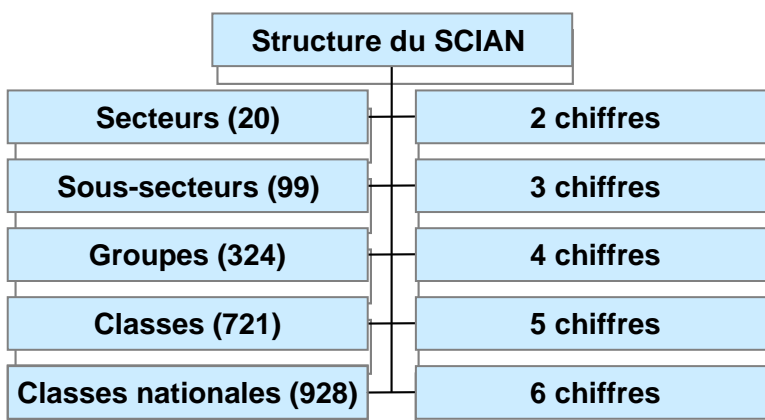 Structure du SCIAN
Secteurs (20)
2 chiffres
Sous-secteurs (99)
3 chiffres
Groupes (324)
4 chiffres
Classes (721)
5 chiffres
Classes nationales (928)
6 chiffres